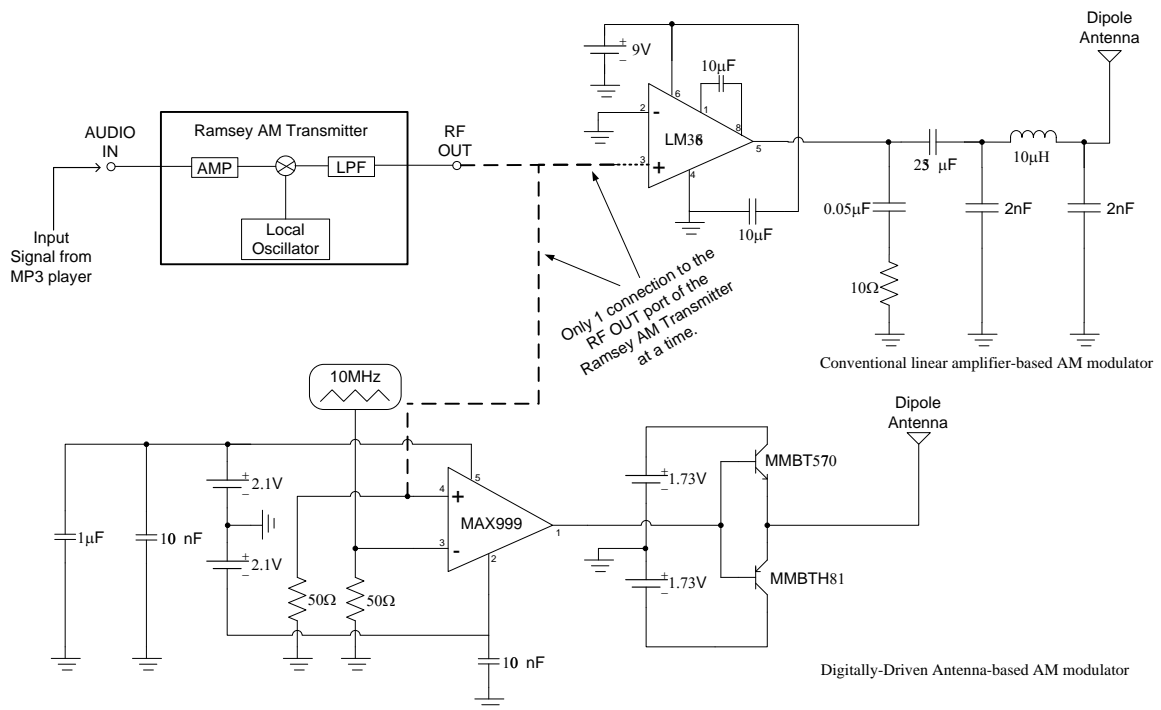 Dipole
Antenna
+
-
9V
10µF
6
1
2
-
8
LM38
5
3
+
4
10µF
25 µF
10µH
0.05µF
2nF
2nF
10Ω
Conventional linear amplifier-based AM modulator
AUDIO
IN
Ramsey AM Transmitter
RF
OUT
AMP
LPF
Local
Oscillator
Input
Signal from
MP3 player
Only 1 connection to the
RF OUT port of the
Ramsey AM Transmitter
at a time.
10MHz
1µF
10 nF
+
-
2.1V
+
-
2.1V
50Ω
50Ω
5
4
+
MAX999
1
3
-
2
10 nF
+
-
1.73V
+
-
1.73V
MMBT570
MMBTH81
Dipole
Antenna
Digitally-Driven Antenna-based AM modulator